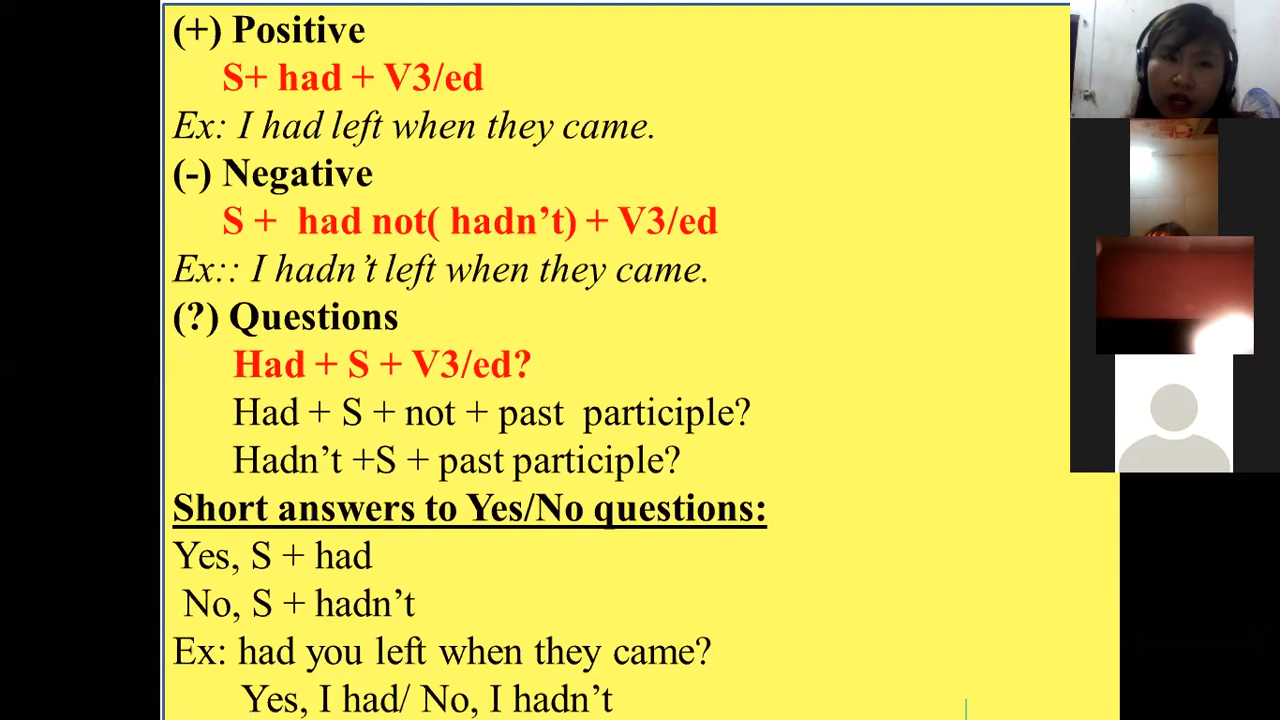 (+) Positive
S+ had + V3/ed
Ex: I had left when they came.
(-) Negative
S +  had not( hadn’t) + V3/ed
Ex:: I hadn’t left when they came.
(?) Questions
Had + S + V3/ed?
Had + S + not + past  participle?
Hadn’t +S + past participle?
Short answers to Yes/No questions:
Yes, S + had
No, S + hadn’t
Ex: had you left when they came?
Yes, I had/ No, I hadn’t